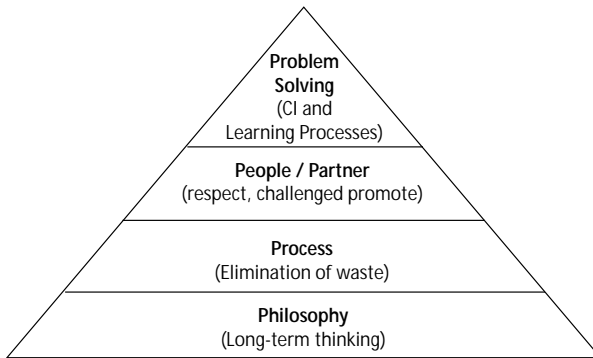 Problem
Solving
(CI and
Learning Processes)
People / Partner
(respect, challenged promote)
Process
(Elimination of waste)
Philosophy
(Long-term thinking)